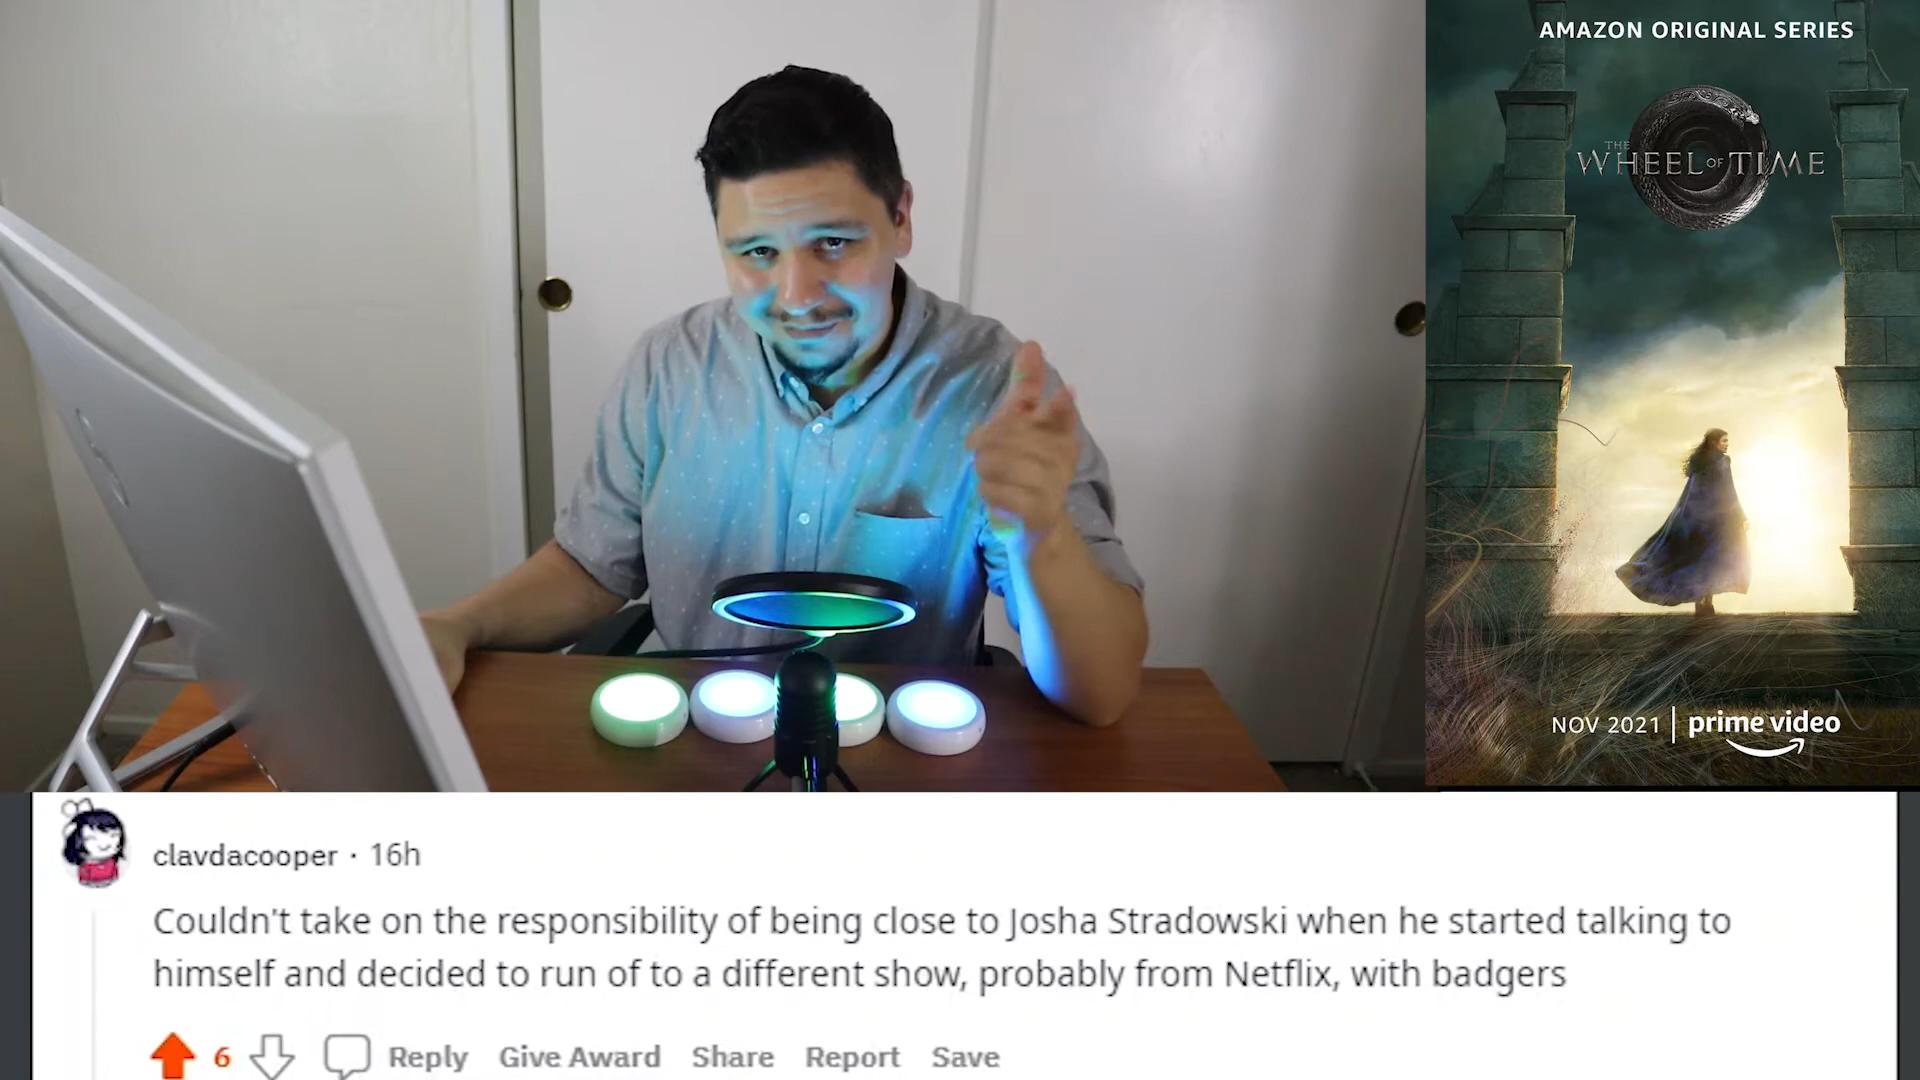 AMAZON ORIGINAL SERIES
THE
WHEEL OF TIME
NOV 2021 | prime video
clavdacooper · 16h
Couldn't take on the responsibility of being close to Josha Stradowski when he started talking to
himself and decided to run of to a different show, probably from Netflix, with badgers
6 Reply Give Award Share Report Save